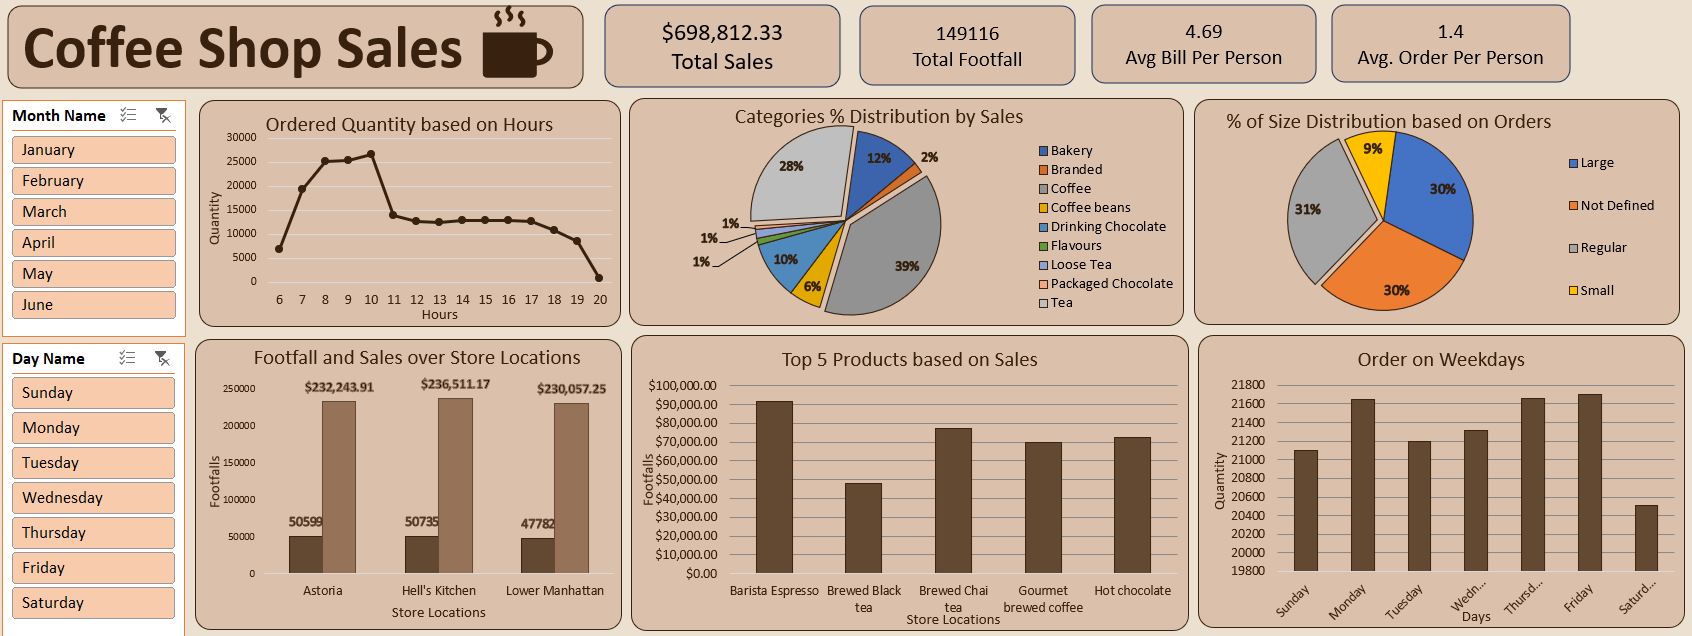 Coffee Shop Sales
$698,812.33
Total Sales
149116
Total Footfall
4.69
Avg Bill Per Person
1.4
Avg. Order Per Person
Month Name
January
February
March
April
May
June
Day Name
Sunday
Monday
Tuesday
Wednesday
Thursday
Friday
Saturday
Ordered Quantity based on Hours
Quantity
30000
25000
20000
15000
10000
5000
0
6 7 8 9 10 11 12 13 14 15 16 17 18 19 20
Hours
Categories % Distribution by Sales
12%
2%
39%
6%
10%
1%
1%
1%
28%
Bakery
Branded
Coffee
Coffee beans
Drinking Chocolate
Flavours
Loose Tea
Packaged Chocolate
Tea
% of Size Distribution based on Orders
30%
30%
31%
9%
Large
Not Defined
Regular
Small
Footfall and Sales over Store Locations
Footfalls
250000
200000
150000
100000
50000
0
$232,243.91
$236,511.17
$230,057.25
50599
50735
47782
Astoria
Hell's Kitchen
Lower Manhattan
Store Locations
Top 5 Products based on Sales
Footfalls
$100,000.00
$90,000.00
$80,000.00
$70,000.00
$60,000.00
$50,000.00
$40,000.00
$30,000.00
$20,000.00
$10,000.00
$0.00
Barista Espresso
Brewed Black
tea
Brewed Chai
tea
Gourmet
brewed coffee
Hot chocolate
Store Locations
Order on Weekdays
Quamtity
21800
21600
21400
21200
21000
20800
20600
20400
20200
20000
19800
Sunday
Monday
Tuesday
Wedn...
Thursd...
Friday
Saturd...
Days